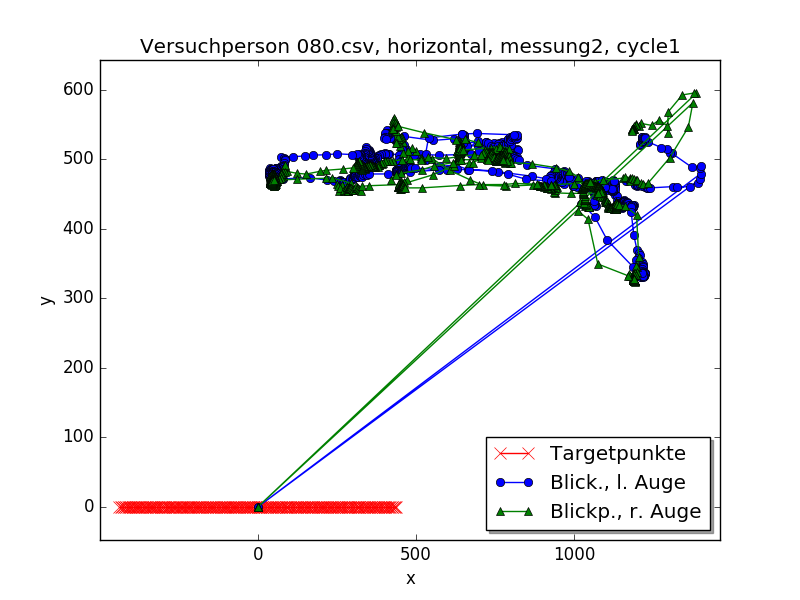 Versuchperson 080.csv, horizontal, messung2, cycle1
600
500
400
300
200
100
0
y
0 500 1000
x
Targetpunkte
Blick., l. Auge
Blickp., r. Auge